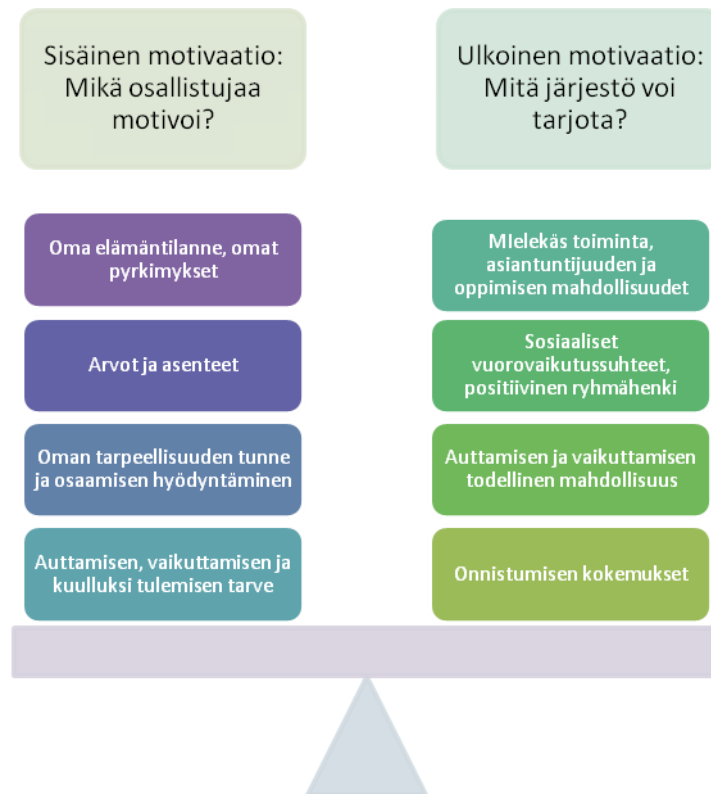 Sisäinen motivaatio:
Mikä osallistujaa
motivoi?
Oma elämäntilanne, omat
pyrkimykset
Arvot ja asenteet
Oman tarpeellisuuden tunne
ja osaamisen hyödyntäminen
Auttamisen, vaikuttamisen ja
kuulluksi tulemisen tarve
Ulkoinen motivaatio:
Mitä järjestö voi
tarjota?
MIelekäs toiminta,
asiantuntijuuden ja
oppimisen mahdollisuudet
Sosiaaliset
vuorovaikutussuhteet,
positiivinen ryhmähenki
Auttamisen ja vaikuttamisen
todellinen mahdollisuus
Onnistumisen kokemukset